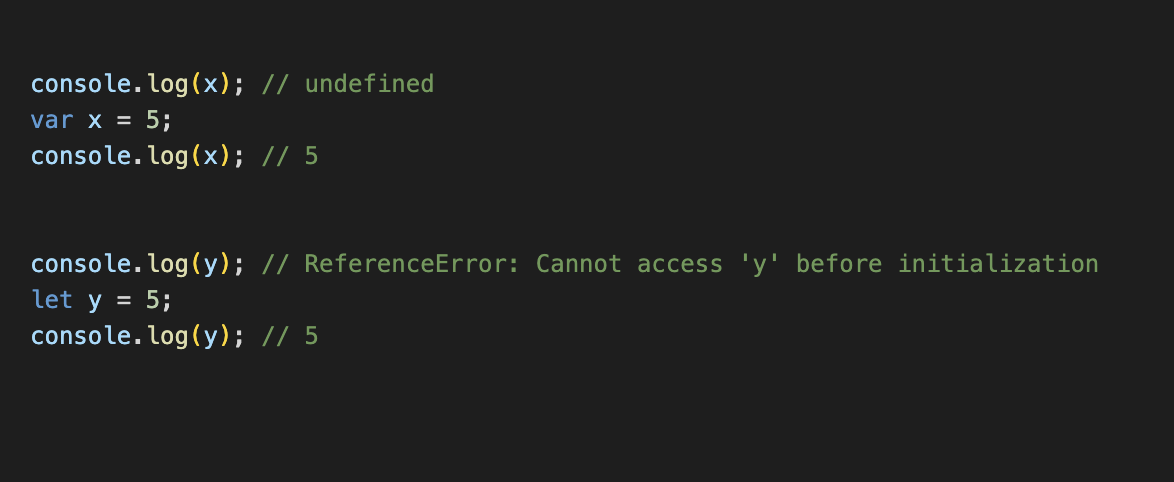 console.log(x); // undefined
var x = 5;
console.log(x); // 5
console.log(y); // ReferenceError: Cannot access 'y' before initialization
let y = 5;
console.log(y); // 5